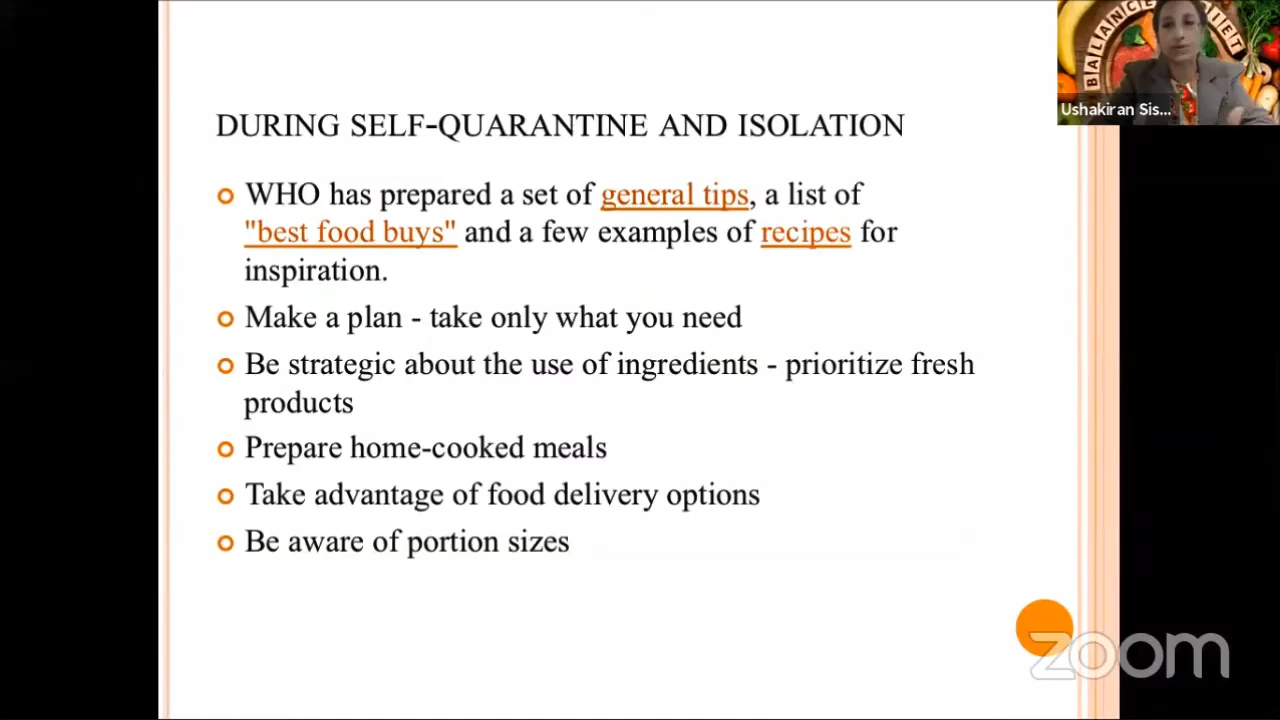 BALANCE DIET
Ushakiran Sis...
DURING SELF-QUARANTINE AND ISOLATION
WHO has prepared a set of general tips, a list of
"best food buys" and a few examples of recipes for
inspiration.
Make a plan - take only what you need
Be strategic about the use of ingredients - prioritize fresh
products
Prepare home-cooked meals
Take advantage of food delivery options
Be aware of portion sizes
zoom